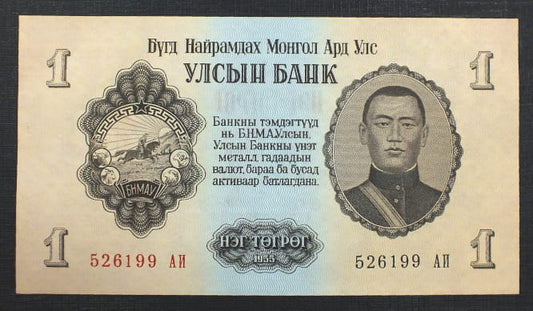 1
Бүгд Найрамдах Монгол Ард Улс
1
УЛСЫН БАНК
Банкны тэмдэгтүүд
нь Б.Н.М.А.Улсын,
Улсын Банкны үнэт
металл, гадаадын
валют, бараа ба бусад
активаар батлагдана.
БНМАУ
1
НЭГ ТӨГРӨГ
1
1955
526199 АИ
526199 АИ